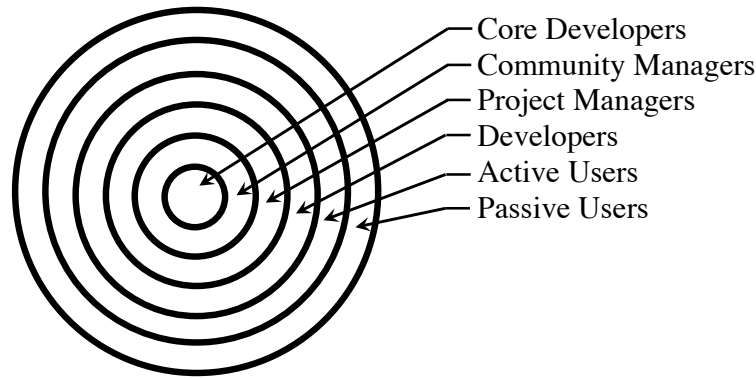 Core Developers
Community Managers
Project Managers
Developers
Active Users
Passive Users